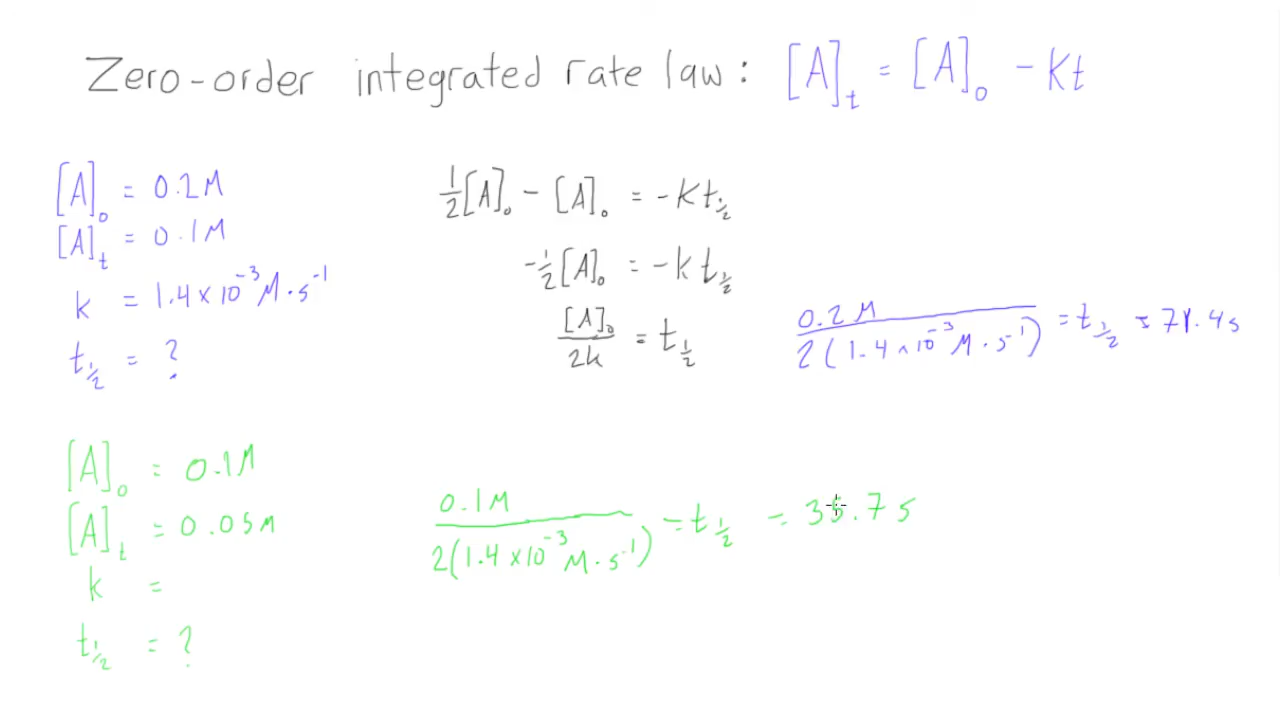 Zero-order integrated rate law: [A]ₜ = [A]₀ - Kt
[A]₀ = 0.2M
[A]ₜ = 0.1M
k = 1.4 × 10⁻³ M·s⁻¹
t½ = ?
½[A]₀ - [A]₀ = -Kt½
-½[A]₀ = -kt½
[A]₀/2k = t½
0.2M/2(1.4×10⁻³ M·s⁻¹) = t½ = 71.4s
[A]₀ = 0.1M
[A]ₜ = 0.05M
k =
t½ = ?
0.1M/2(1.4×10⁻³ M·s⁻¹) = t½ = 35.7s